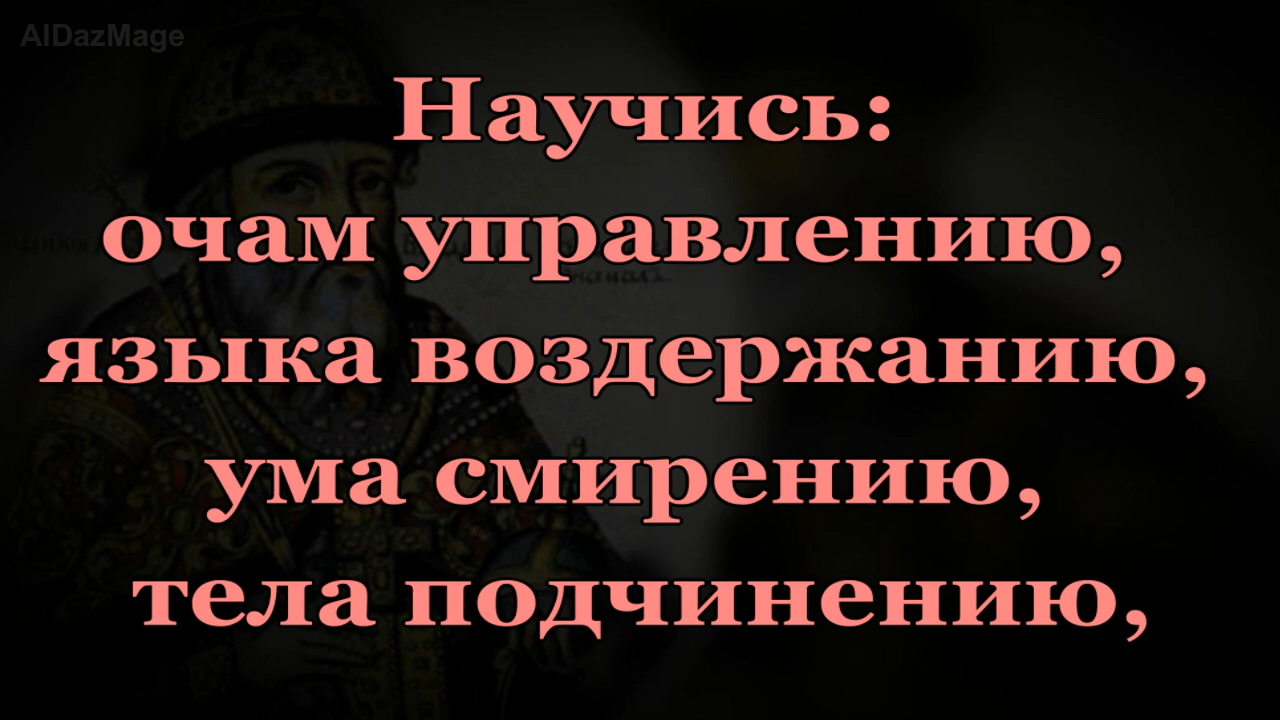 AIDazMage
Научись:
очам управлению,
языка воздержанию,
ума смирению,
тела подчинению,